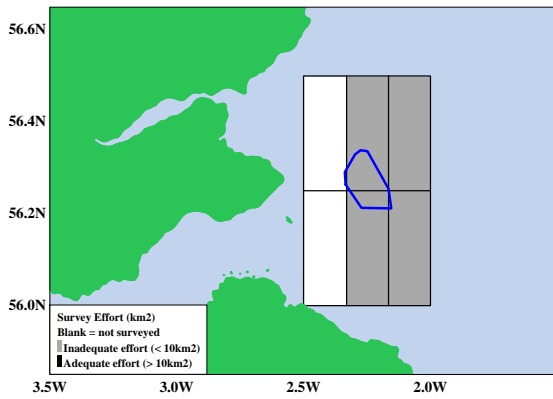 56.6N
56.4N
56.2N
56.0N
Survey Effort (km2)
Blank = not surveyed
Inadequate effort (< 10km2)
Adequate effort (> 10km2)
3.5W 3.0W 2.5W 2.0W